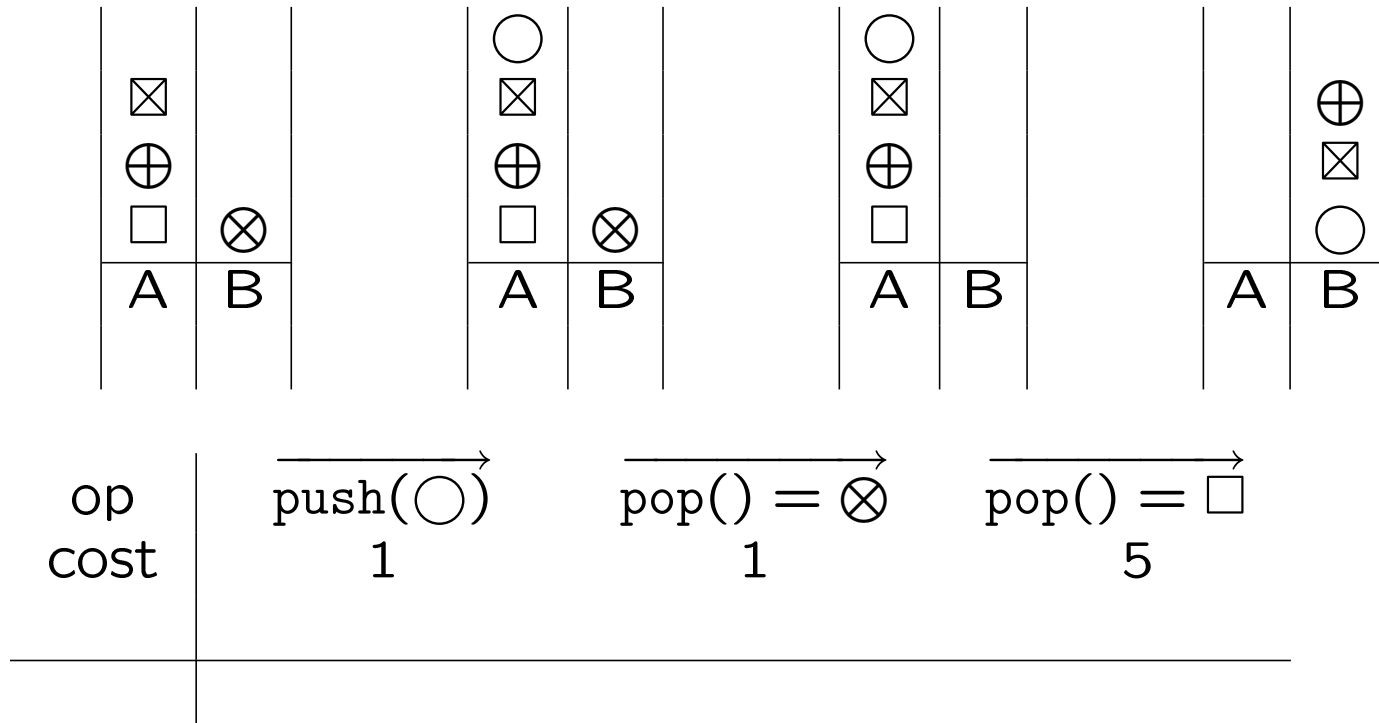 A B A B A B A B
op push(○) pop() = ⊗ pop() = □
cost 1 1 5